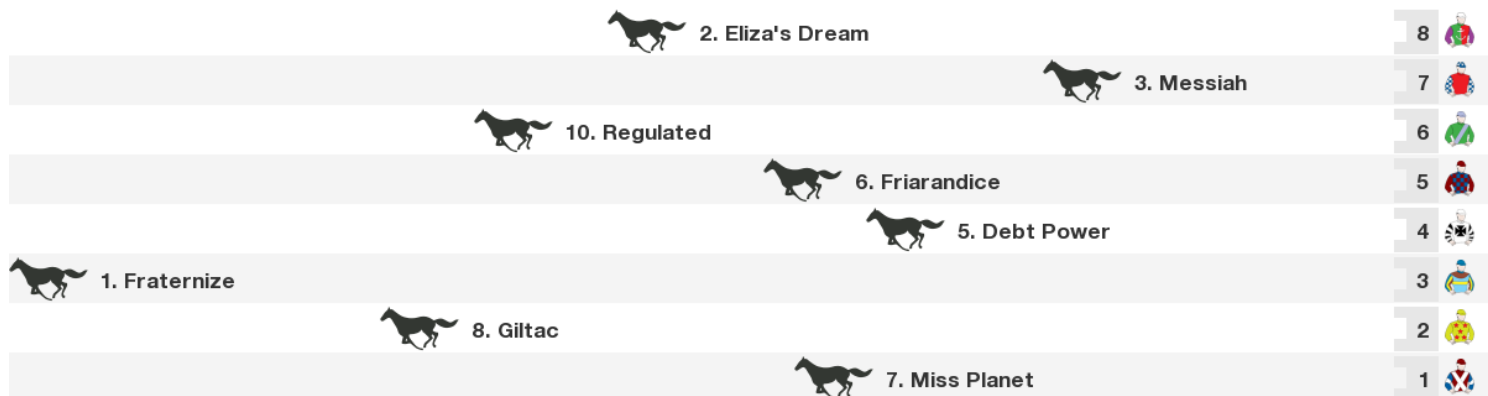 2. Eliza's Dream 8
3. Messiah 7
10. Regulated 6
6. Friarandice 5
5. Debt Power 4
1. Fraternize 3
8. Giltac 2
7. Miss Planet 1